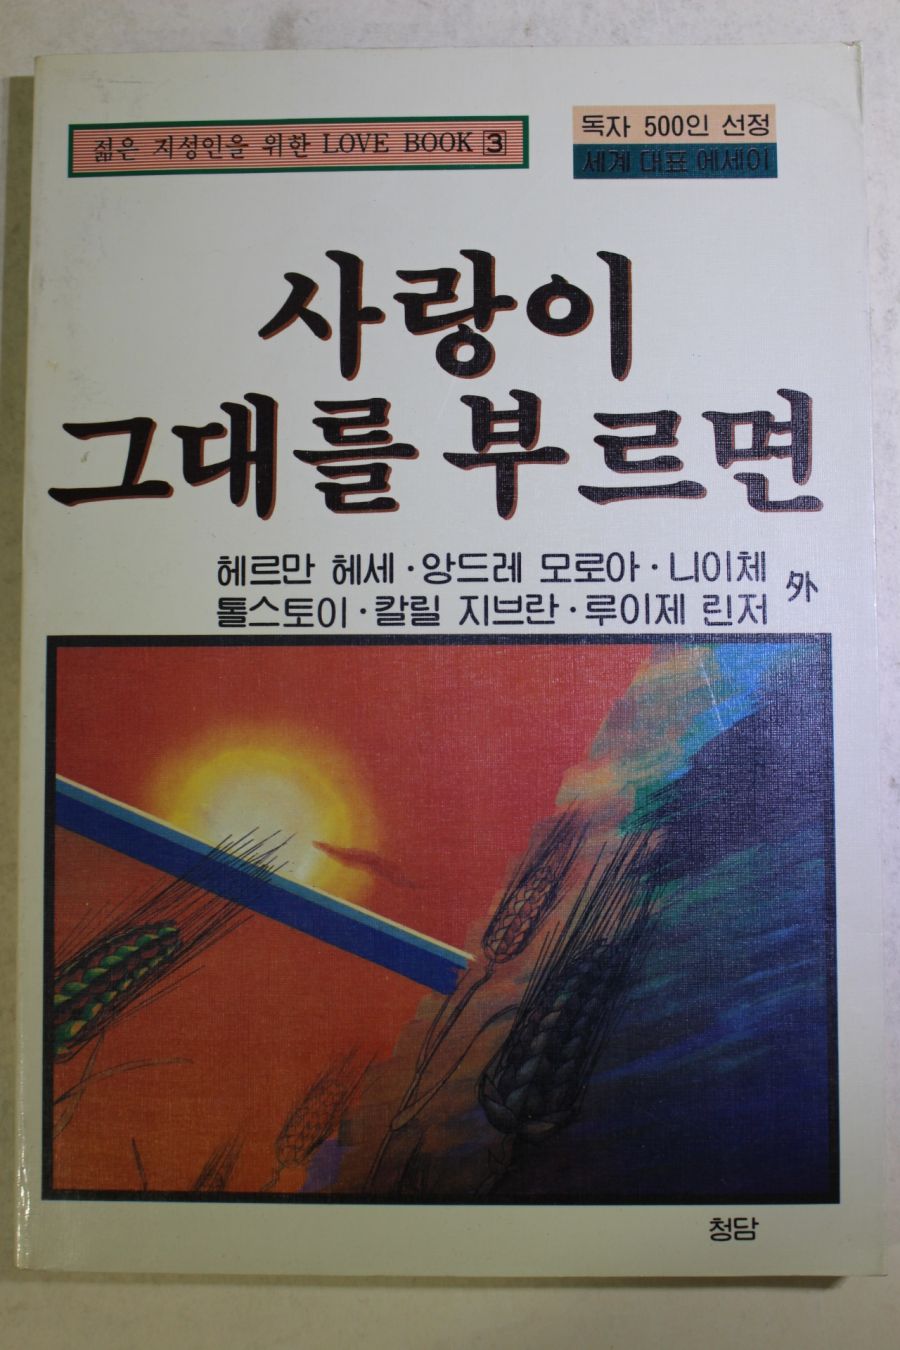 젊은 지성인을 위한 LOVE BOOK 3
독자 500인 선정
세계 대표 에세이
사랑이
그대를 부르면
헤르만 헤세·앙드레 모로아·니이체
톨스토이·칼릴 지브란·루이제 린저
外
청담